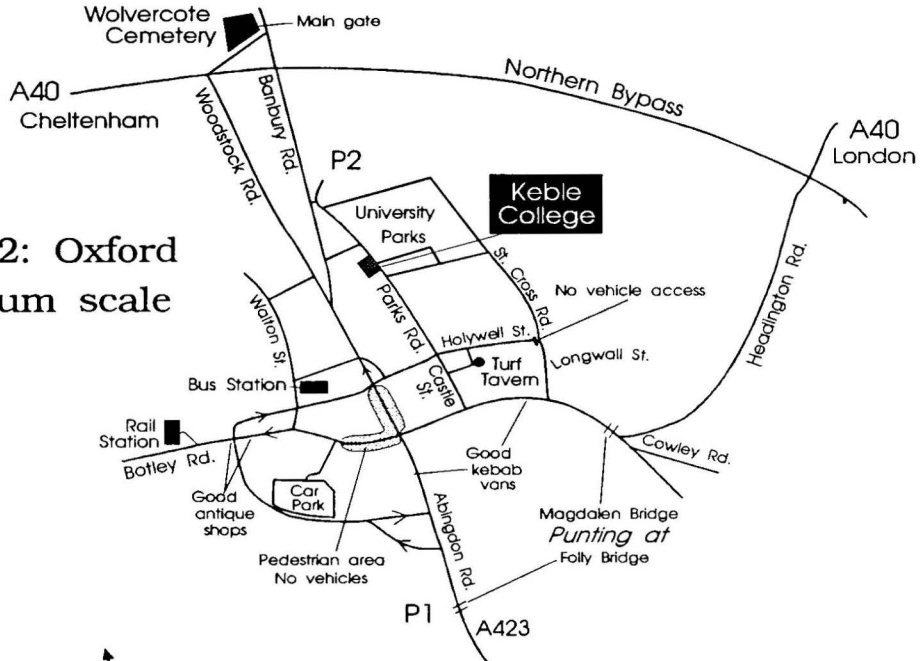 Wolvercote
Cemetery
Main gate
A40
Cheltenham
Northern Bypass
A40
London
Woodstock Rd.
Banbury Rd.
P2
Keble
College
University
Parks
2: Oxford
um scale
St. Cross Rd.
No vehicle access
Headington Rd.
Walton St.
Parks Rd.
Holywell St.
Longwall St.
Turf
Tavern
Castle
St.
Bus Station
Rail
Station
Botley Rd.
Good
antique
shops
Car
Park
Good
kebab
vans
Cowley Rd.
Abingdon Rd.
Magdalen Bridge
Punting at
Folly Bridge
Pedestrian area
No vehicles
P1
A423